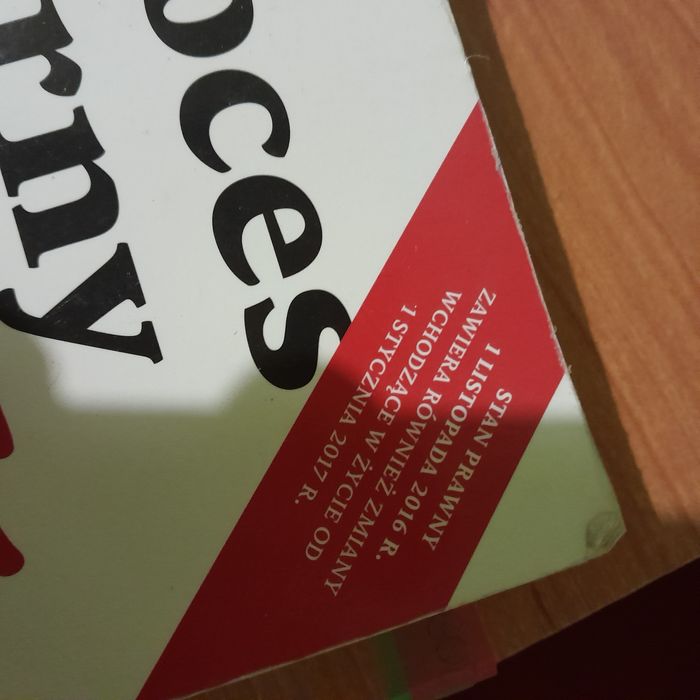 oces
rny
STAN PRAWNY
1 LISTOPADA 2016 R.
ZAWIERA RÓWNIEŻ ZMIANY
WCHODZĄCE W ŻYCIE OD
1 STYCZNIA 2017 R.